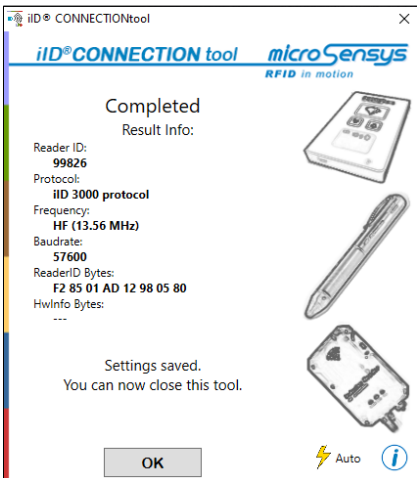 iID® CONNECTIONtool
iID®CONNECTION tool
microSensys
RFID in motion
Completed
Result Info:
Reader ID:
99826
Protocol:
iID 3000 protocol
Frequency:
HF (13.56 MHz)
Baudrate:
57600
ReaderID Bytes:
F2 85 01 AD 12 98 05 80
HwInfo Bytes:
---
Settings saved.
You can now close this tool.
OK
Auto
i